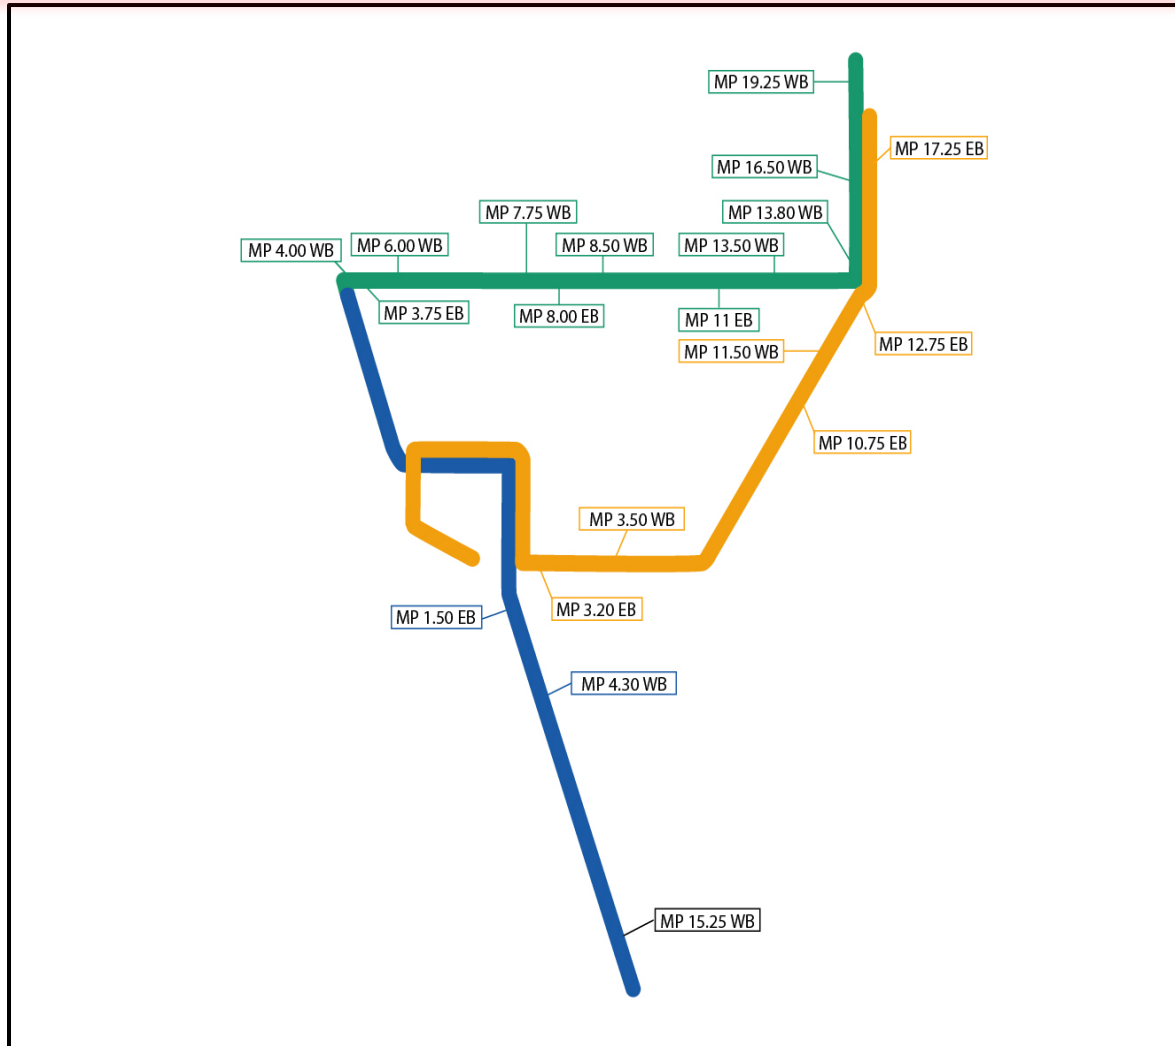 MP 19.25 WB
MP 17.25 EB
MP 16.50 WB
MP 7.75 WB
MP 13.80 WB
MP 4.00 WB
MP 6.00 WB
MP 8.50 WB
MP 13.50 WB
MP 3.75 EB
MP 8.00 EB
MP 11 EB
MP 11.50 WB
MP 12.75 EB
MP 10.75 EB
MP 3.50 WB
MP 3.20 EB
MP 1.50 EB
MP 4.30 WB
MP 15.25 WB